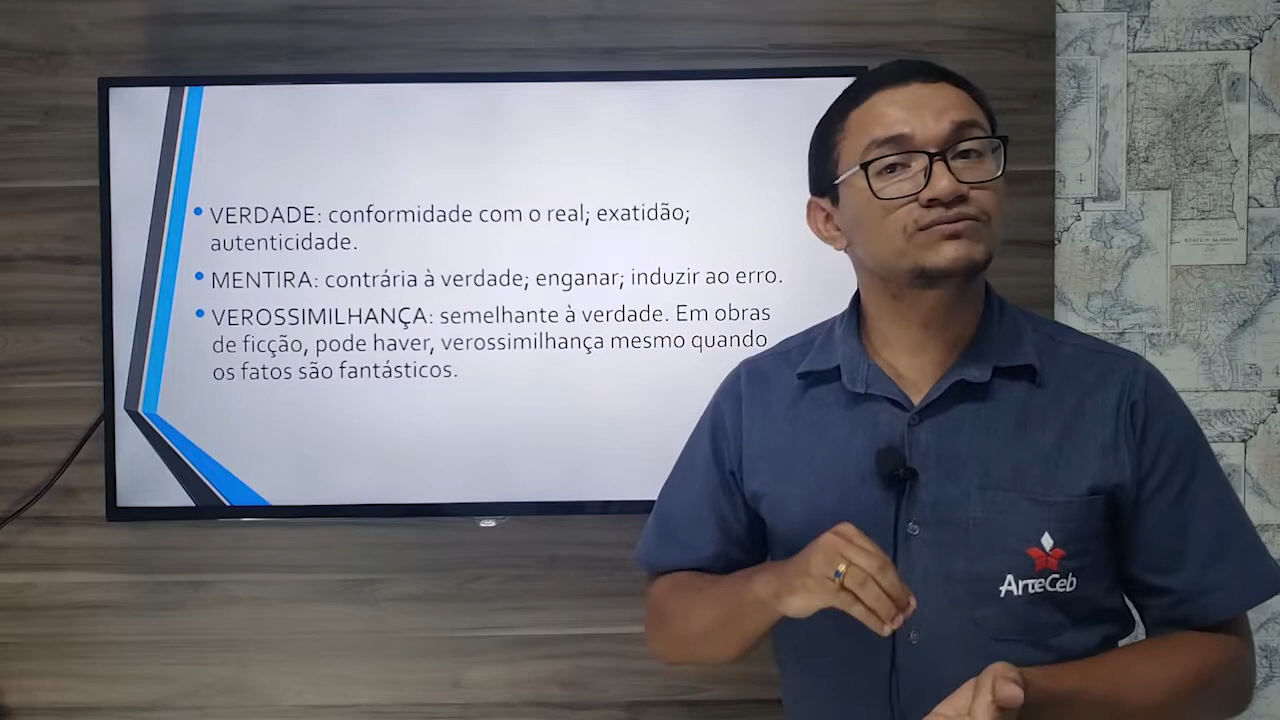 VERDADE: conformidade com o real; exatidão;
autenticidade.
MENTIRA: contrária à verdade; enganar; induzir ao erro.
VEROSSIMILHANÇA: semelhante à verdade. Em obras
de ficção, pode haver, verossimilhança mesmo quando
os fatos são fantásticos.
ArteCeb